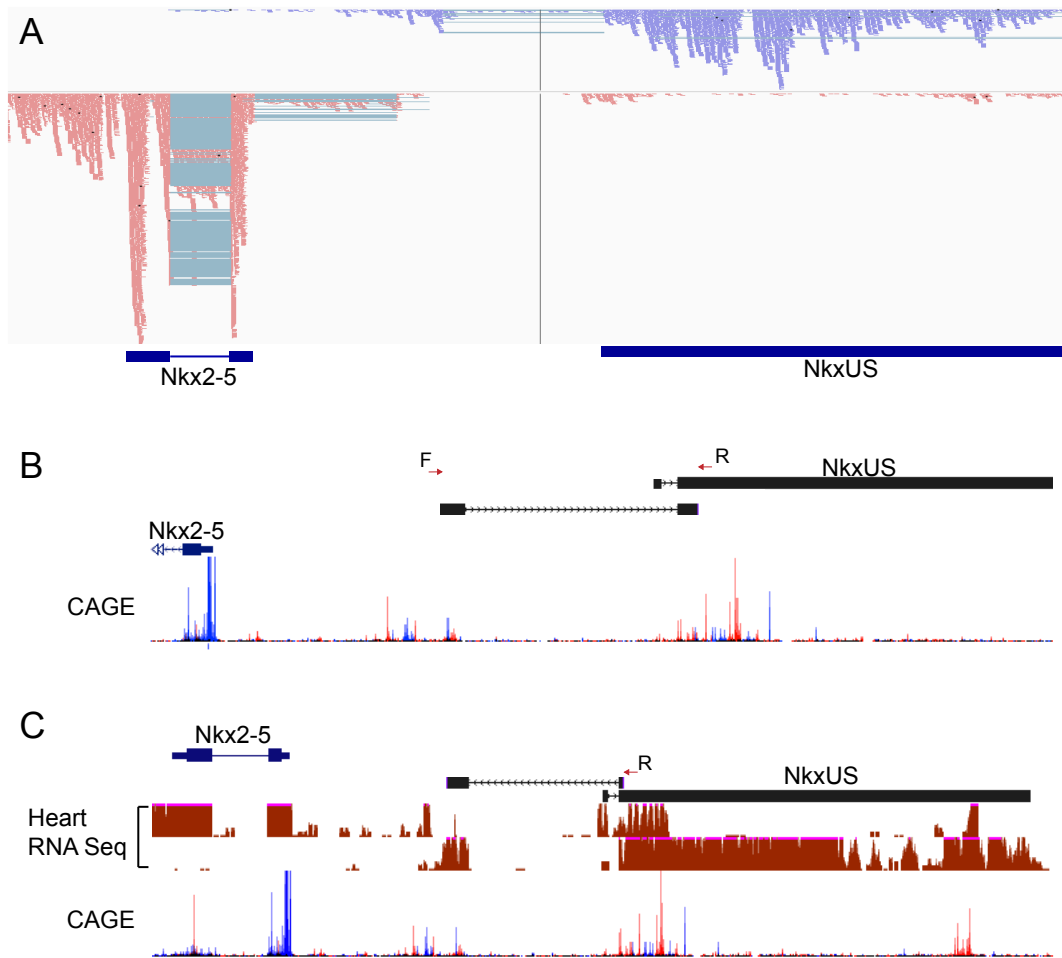 A
Nkx2-5
NkxUS
B
F
R
NkxUS
Nkx2-5
CAGE
C
Nkx2-5
R
NkxUS
Heart
RNA Seq
CAGE